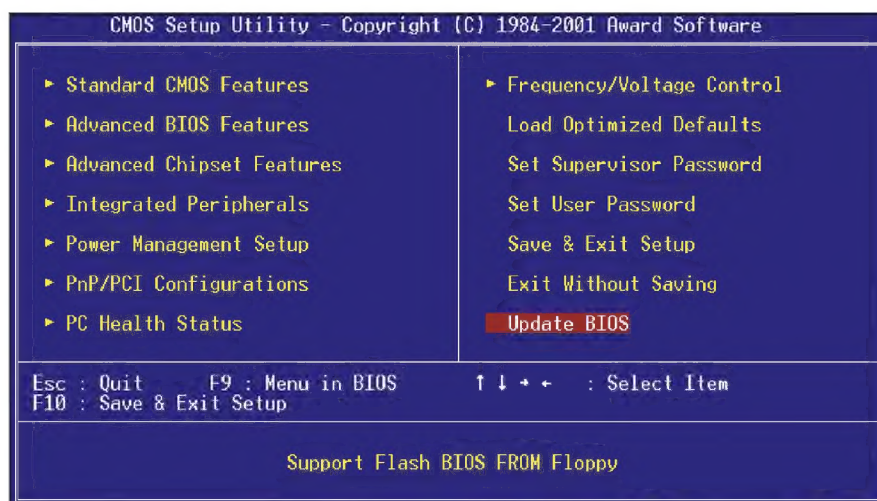 CMOS Setup Utility – Copyright (C) 1984-2001 Award Software
▸ Standard CMOS Features
▸ Advanced BIOS Features
▸ Advanced Chipset Features
▸ Integrated Peripherals
▸ Power Management Setup
▸ PnP/PCI Configurations
▸ PC Health Status
▸ Frequency/Voltage Control
Load Optimized Defaults
Set Supervisor Password
Set User Password
Save & Exit Setup
Exit Without Saving
Update BIOS
Esc : Quit F9 : Menu in BIOS ↑ ↓ → ← : Select Item
F10 : Save & Exit Setup
Support Flash BIOS FROM Floppy